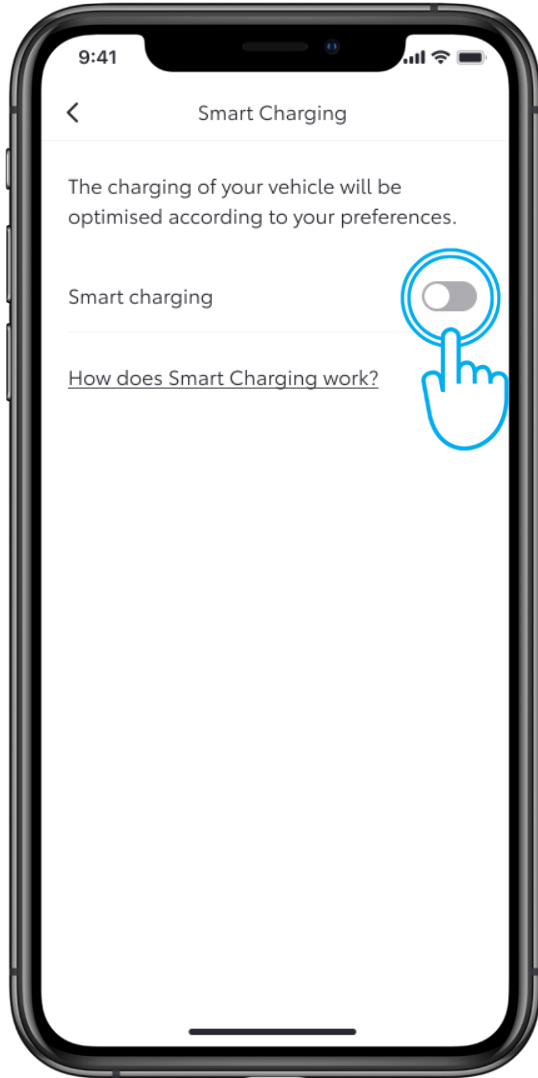 9:41
Smart Charging
The charging of your vehicle will be
optimised according to your preferences.
Smart charging
How does Smart Charging work?